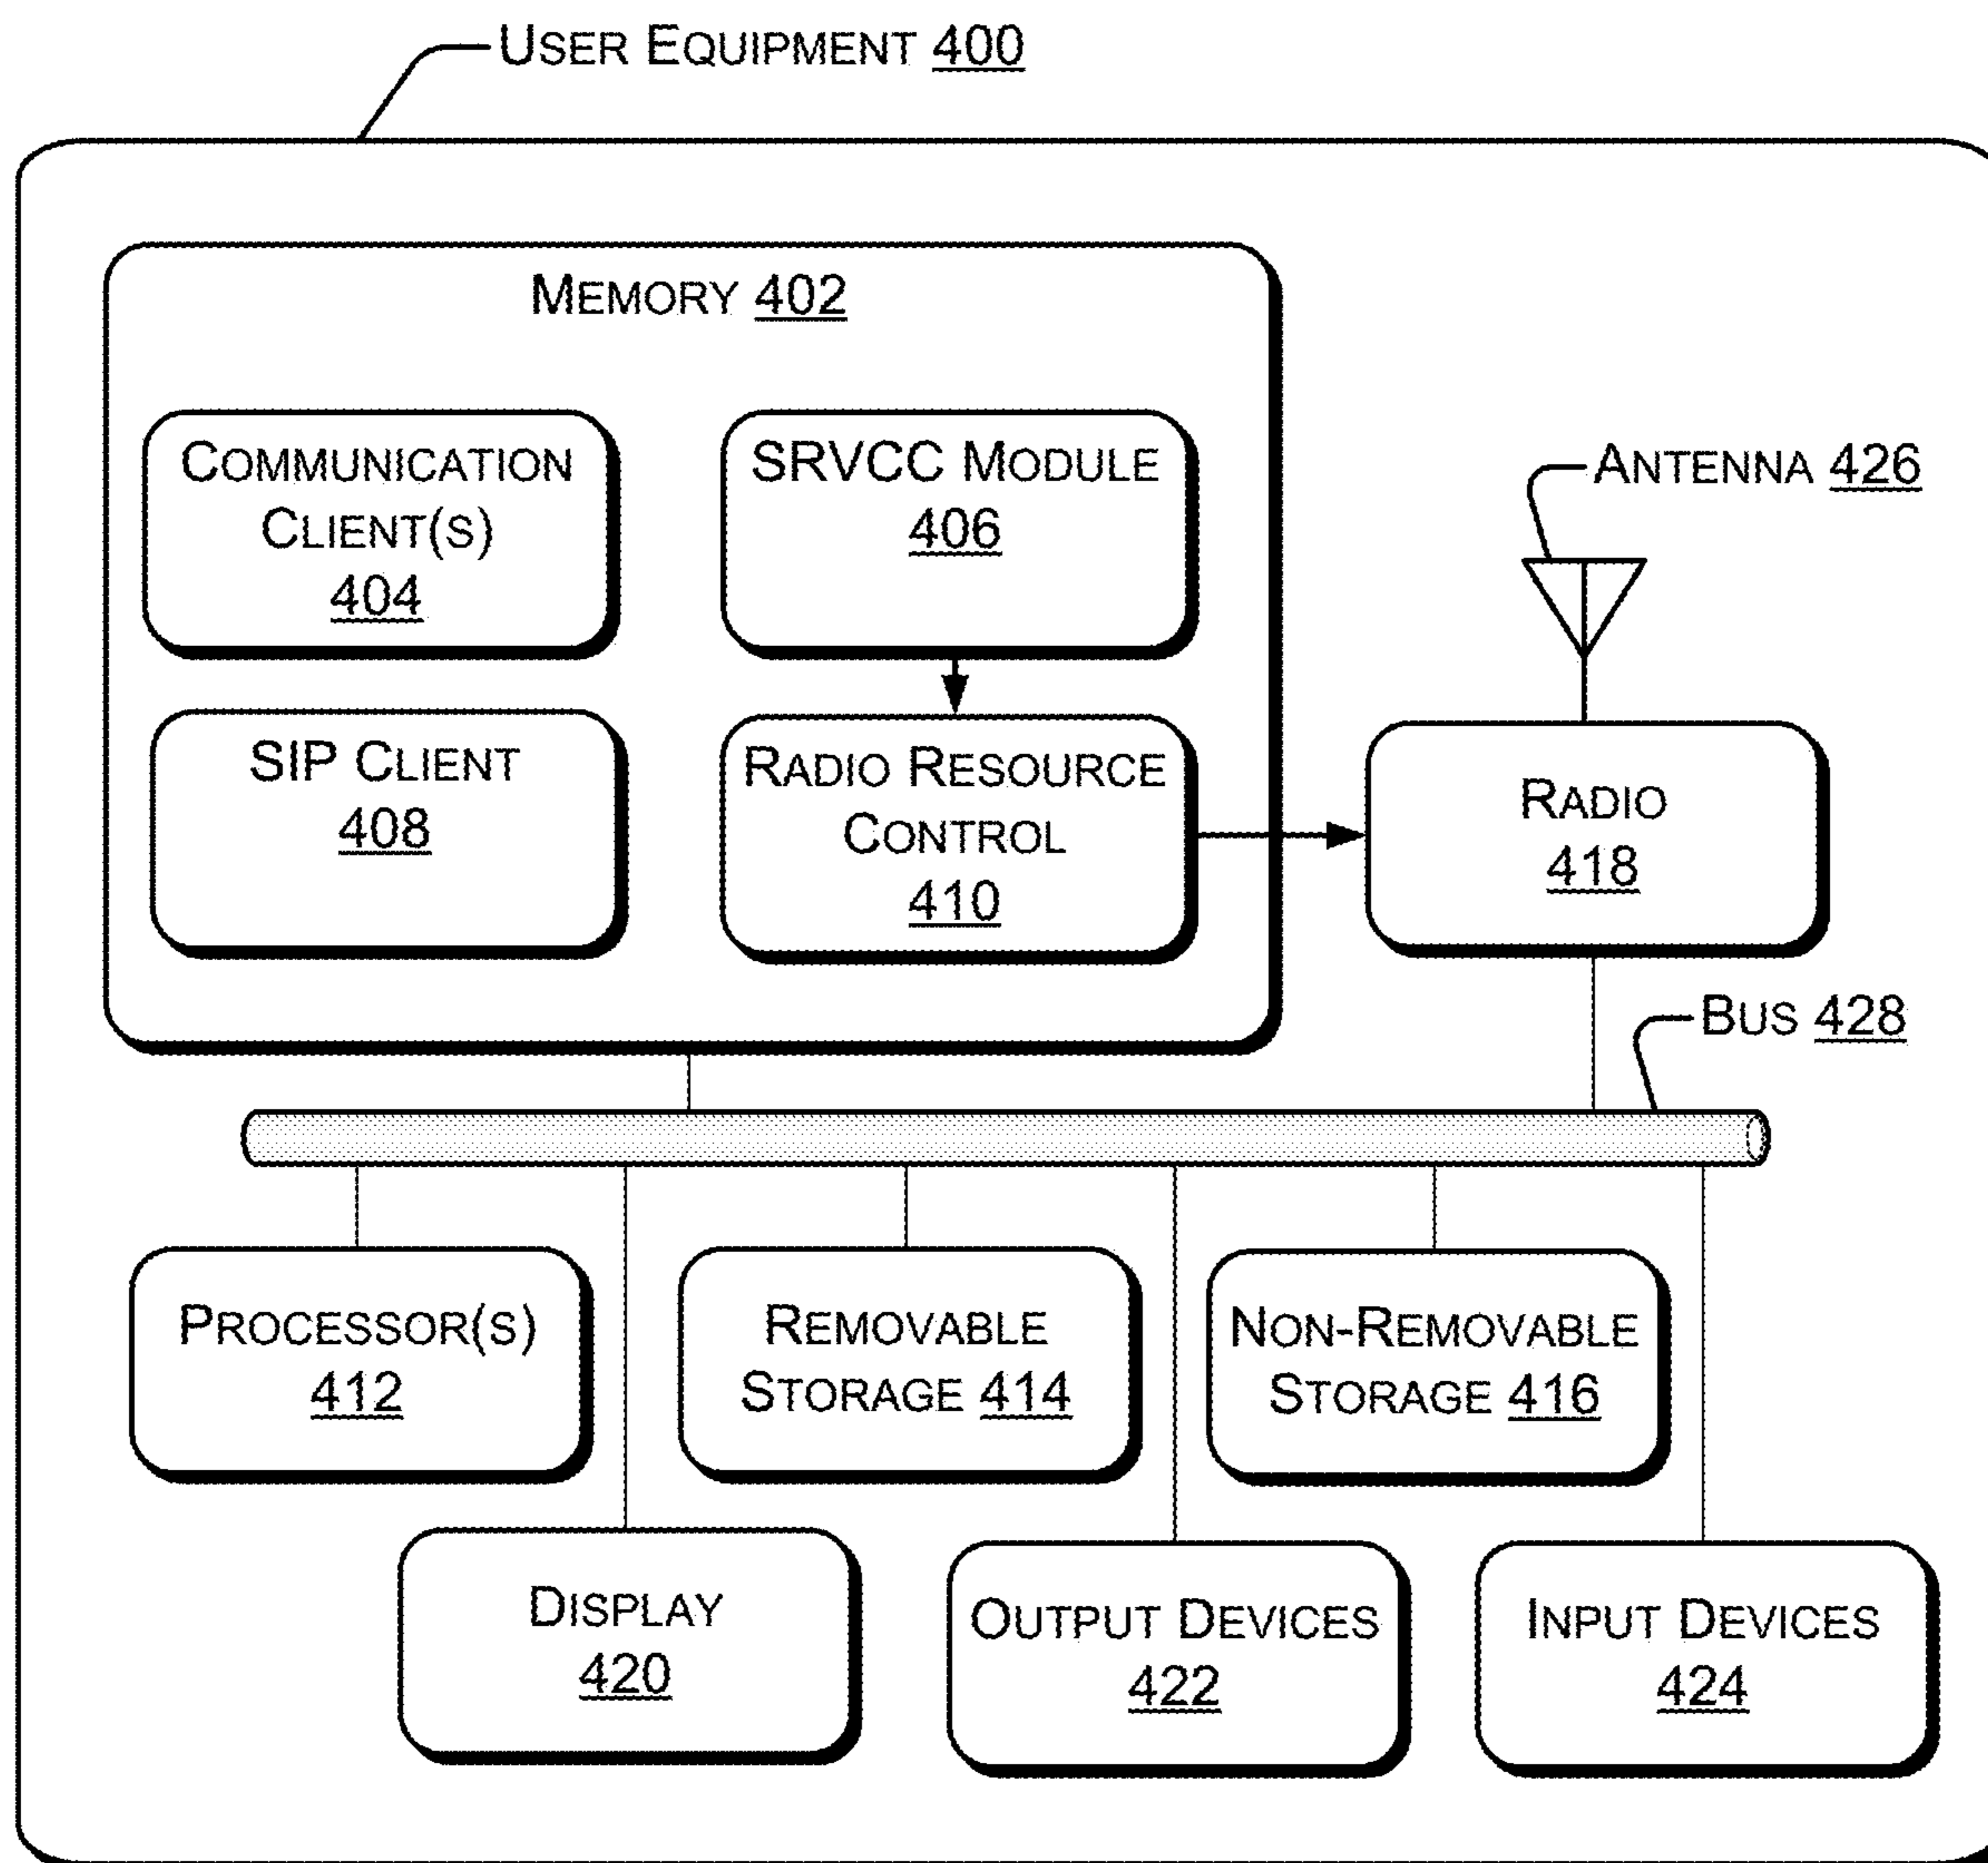 USER EQUIPMENT 400
MEMORY 402
COMMUNICATION
CLIENT(S)
404
SRVCC MODULE
406
ANTENNA 426
SIP CLIENT
408
RADIO RESOURCE
CONTROL
410
RADIO
418
BUS 428
PROCESSOR(S)
412
REMOVABLE
STORAGE 414
NON-REMOVABLE
STORAGE 416
DISPLAY
420
OUTPUT DEVICES
422
INPUT DEVICES
424